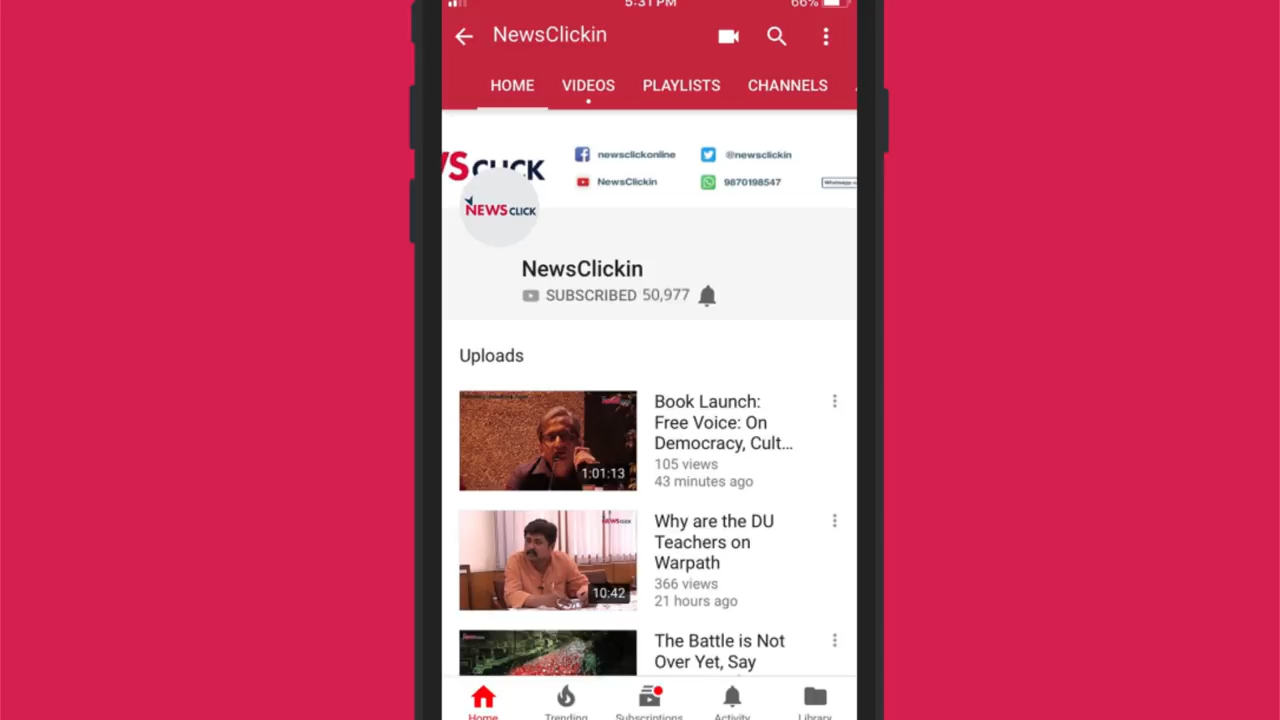 5:31 PM
66%
NewsClickin
HOME VIDEOS PLAYLISTS CHANNELS
WS CLICK
newsclickonline
@newsclickin
NewsClickin
9870198547
NEWSCLICK
NewsClickin
SUBSCRIBED 50,977
Uploads
1:01:13
Book Launch:
Free Voice: On
Democracy, Cult...
105 views
43 minutes ago
NEWSCLICK
10:42
Why are the DU
Teachers on
Warpath
366 views
21 hours ago
The Battle is Not
Over Yet, Say
Home Trending Subscriptions Activity Library